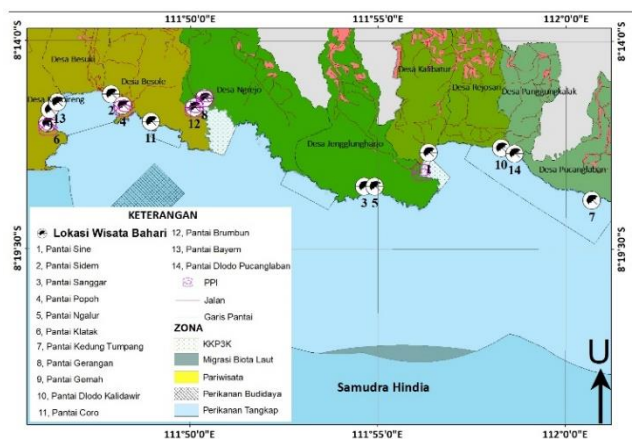 111°50'0"E 111°55'0"E 112°0'0"E
8°14'0"S
8°14'0"S
Desa Besuki
Desa Besole
Desa Ngrejo
Desa Kalibatur
Desa Rejosari
Desa Panggungkalak
Desa Jengglungharjo
Desa Pucanglaban
13
6
2
4
11
12
8
3
5
1
10
14
7
8°19'30"S
8°19'30"S
KETERANGAN
Lokasi Wisata Bahari
1, Pantai Sine
2, Pantai Sidem
3, Pantai Sanggar
4, Pantai Popoh
5, Pantai Ngalur
6, Pantai Klatak
7, Pantai Kedung Tumpang
8, Pantai Gerangan
9, Pantai Gemah
10, Pantai Dlodo Kalidawir
11, Pantai Coro
12, Pantai Brumbun
13, Pantai Bayem
14, Pantai Dlodo Pucanglaban
PPI
Jalan
Garis Pantai
ZONA
KKP3K
Migrasi Biota Laut
Pariwisata
Perikanan Budidaya
Perikanan Tangkap
Samudra Hindia
U
111°50'0"E 111°55'0"E 112°0'0"E